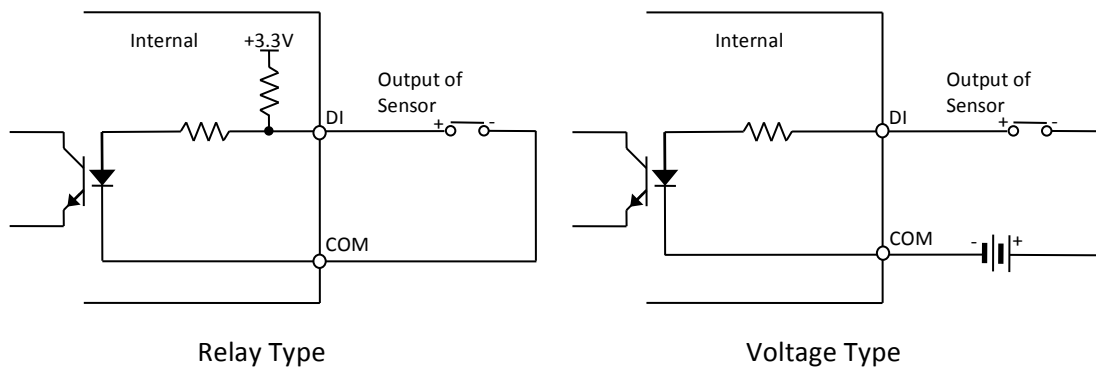 Internal
+3.3V
DI
Output of
Sensor
+
-
COM
Relay Type
Internal
DI
Output of
Sensor
+
-
COM
-
+
Voltage Type